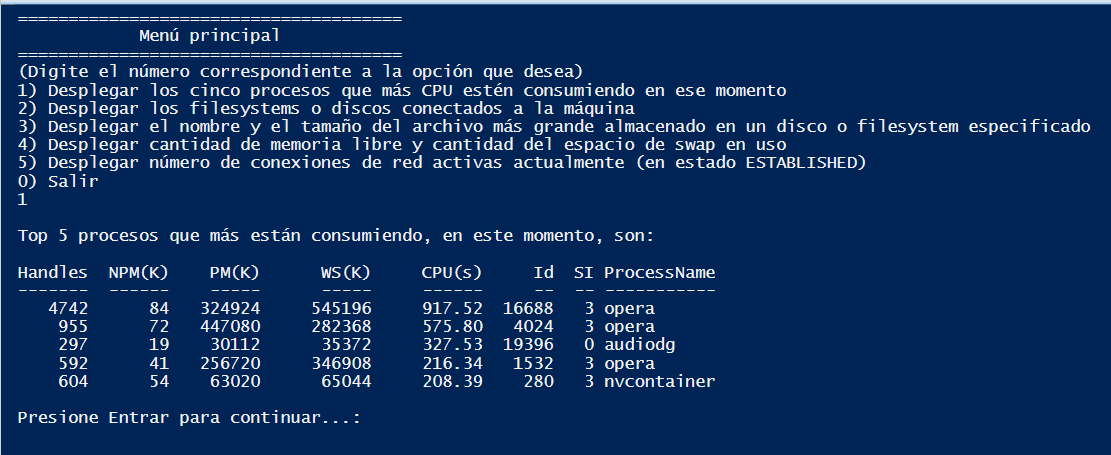 ======================================
Menú principal
======================================
(Digite el número correspondiente a la opción que desea)
1) Desplegar los cinco procesos que más CPU estén consumiendo en ese momento
2) Desplegar los filesystems o discos conectados a la máquina
3) Desplegar el nombre y el tamaño del archivo más grande almacenado en un disco o filesystem especificado
4) Desplegar cantidad de memoria libre y cantidad del espacio de swap en uso
5) Desplegar número de conexiones de red activas actualmente (en estado ESTABLISHED)
0) Salir
1
Top 5 procesos que más están consumiendo, en este momento, son:
Handles NPM(K) PM(K) WS(K) CPU(s) Id SI ProcessName
------- ------ ----- ----- ------ -- -- -----------
4742 84 324924 545196 917.52 16688 3 opera
955 72 447080 282368 575.80 4024 3 opera
297 19 30112 35372 327.53 19396 0 audiodg
592 41 256720 346908 216.34 1532 3 opera
604 54 63020 65044 208.39 280 3 nvcontainer
Presione Entrar para continuar...: